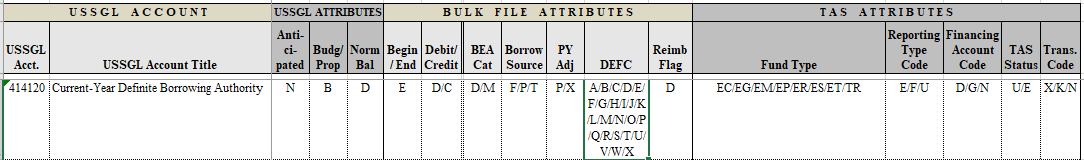 USSGL ACCOUNT USSGL ATTRIBUTES BULK FILE ATTRIBUTES TAS ATTRIBUTES
USSGL Acct. USSGL Account Title Anti-ci-pated Budg/ Prop Norm Bal Begin / End Debit/ Credit BEA Cat Borrow Source PY Adj DEFC Reimb Flag Fund Type Reporting Type Code Financing Account Code TAS Status Trans. Code
414120 Current-Year Definite Borrowing Authority N B D E D/C D/M F/P/T P/X A/B/C/D/E/ D EC/EG/EM/EP/ER/ES/ET/TR E/F/U D/G/N U/E X/K/N
F/G/H/I/J/K
/L/M/N/O/P
/Q/R/S/T/U/
V/W/X